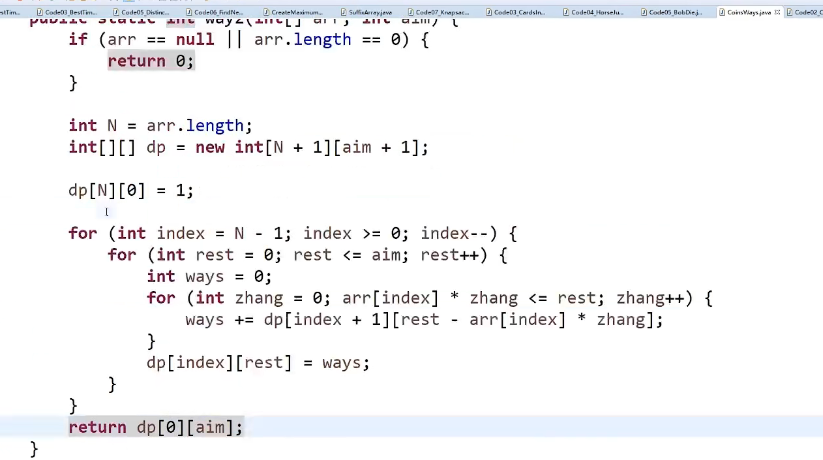 Code03_BestTim... Code05_Distinc... Code06_FindNe... CreateMaximum... SuffixArray.java Code07_Knapsac... Code03_CardsIn... Code04_HorseJu... Code05_BobDie.j... CoinsWays.java Code02_C
public static int way2(int[] arr, int aim) {
if (arr == null || arr.length == 0) {
return 0;
}
int N = arr.length;
int[][] dp = new int[N + 1][aim + 1];
dp[N][0] = 1;
for (int index = N - 1; index >= 0; index--) {
for (int rest = 0; rest <= aim; rest++) {
int ways = 0;
for (int zhang = 0; arr[index] * zhang <= rest; zhang++) {
ways += dp[index + 1][rest - arr[index] * zhang];
}
dp[index][rest] = ways;
}
}
return dp[0][aim];
}